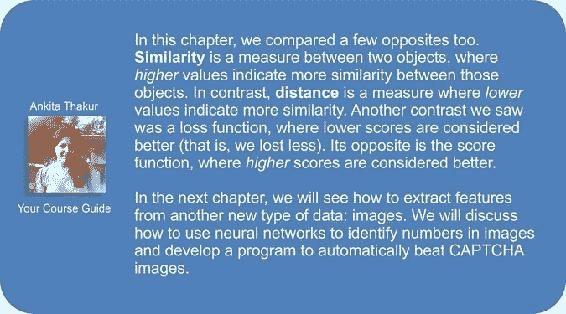 In this chapter, we compared a few opposites too.
Similarity is a measure between two objects, where
higher values indicate more similarity between those
objects. In contrast, distance is a measure where lower
values indicate more similarity. Another contrast we saw
was a loss function, where lower scores are considered
better (that is, we lost less). Its opposite is the score
function, where higher scores are considered better.
In the next chapter, we will see how to extract features
from another new type of data: images. We will discuss
how to use neural networks to identify numbers in images
and develop a program to automatically beat CAPTCHA
images.
Ankita Thakur
Your Course Guide